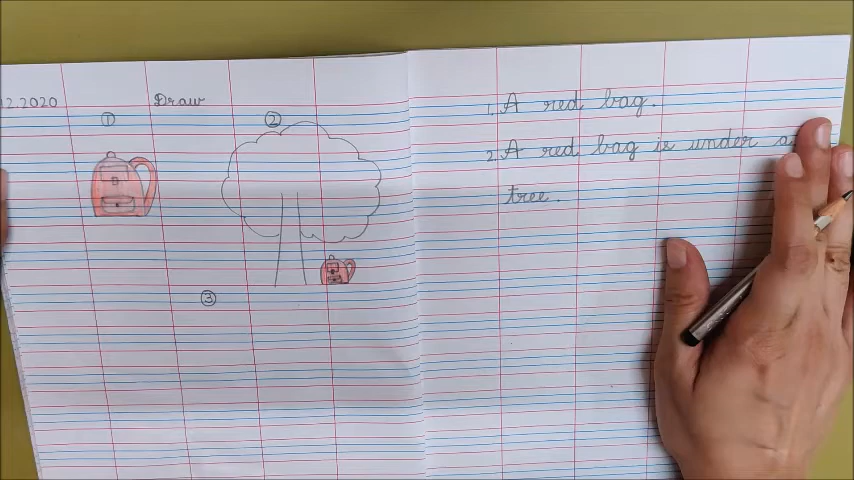 12.2020
Draw
①
②
③
1. A red bag.
2. A red bag is under a
tree.